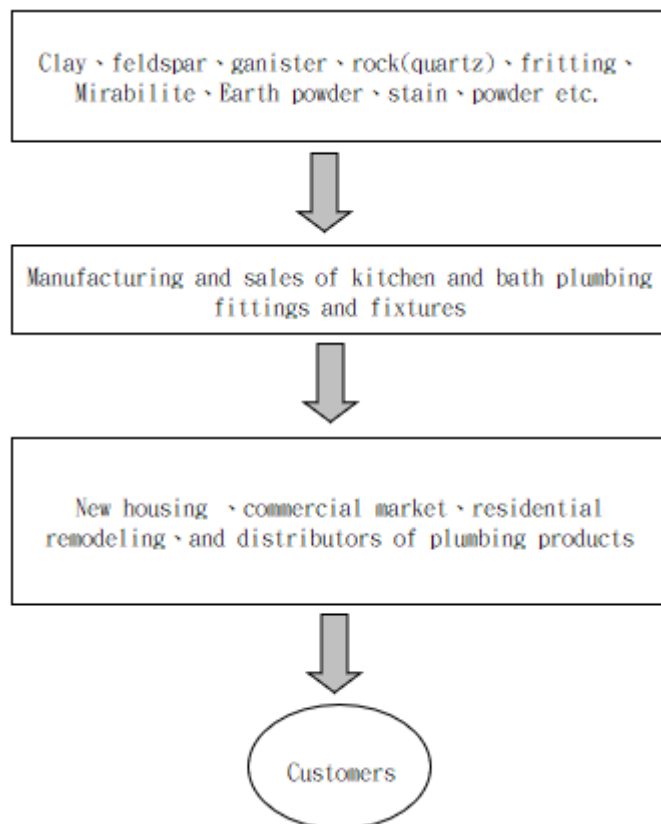 Clay、feldspar、ganister、rock(quartz)、fritting、
Mirabilite、Earth powder、stain、powder etc.
Manufacturing and sales of kitchen and bath plumbing
fittings and fixtures
New housing 、commercial market、residential
remodeling、and distributors of plumbing products
Customers